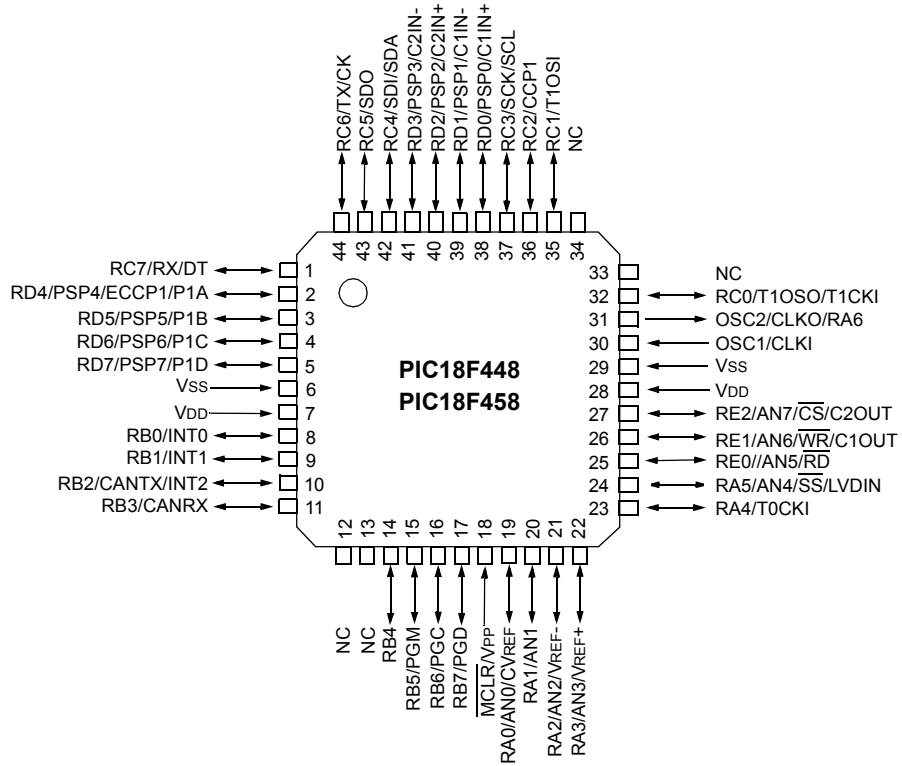 RC6/TX/CK
RC5/SDO
RC4/SDI/SDA
RD3/PSP3/C2IN-
RD2/PSP2/C2IN+
RD1/PSP1/C1IN-
RD0/PSP0/C1IN+
RC3/SCK/SCL
RC2/CCP1
RC1/T1OSI
NC
44
43
42
41
40
39
38
37
36
35
34
RC7/RX/DT 1
RD4/PSP4/ECCP1/P1A 2
RD5/PSP5/P1B 3
RD6/PSP6/P1C 4
RD7/PSP7/P1D 5
VSS 6
VDD 7
RB0/INT0 8
RB1/INT1 9
RB2/CANTX/INT2 10
RB3/CANRX 11
PIC18F448
PIC18F458
33 NC
32 RC0/T1OSO/T1CKI
31 OSC2/CLKO/RA6
30 OSC1/CLKI
29 VSS
28 VDD
27 RE2/AN7/CS/C2OUT
26 RE1/AN6/WR/C1OUT
25 RE0//AN5/RD
24 RA5/AN4/SS/LVDIN
23 RA4/T0CKI
12
13
14
15
16
17
18
19
20
21
22
NC
NC
RB4
RB5/PGM
RB6/PGC
RB7/PGD
MCLR/VPP
RA0/AN0/CVREF
RA1/AN1
RA2/AN2/VREF-
RA3/AN3/VREF+